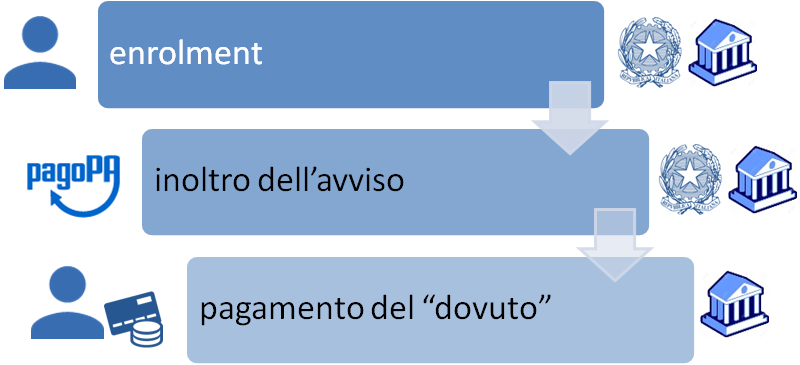 enrolment
pagoPA
inoltro dell’avviso
pagamento del “dovuto”